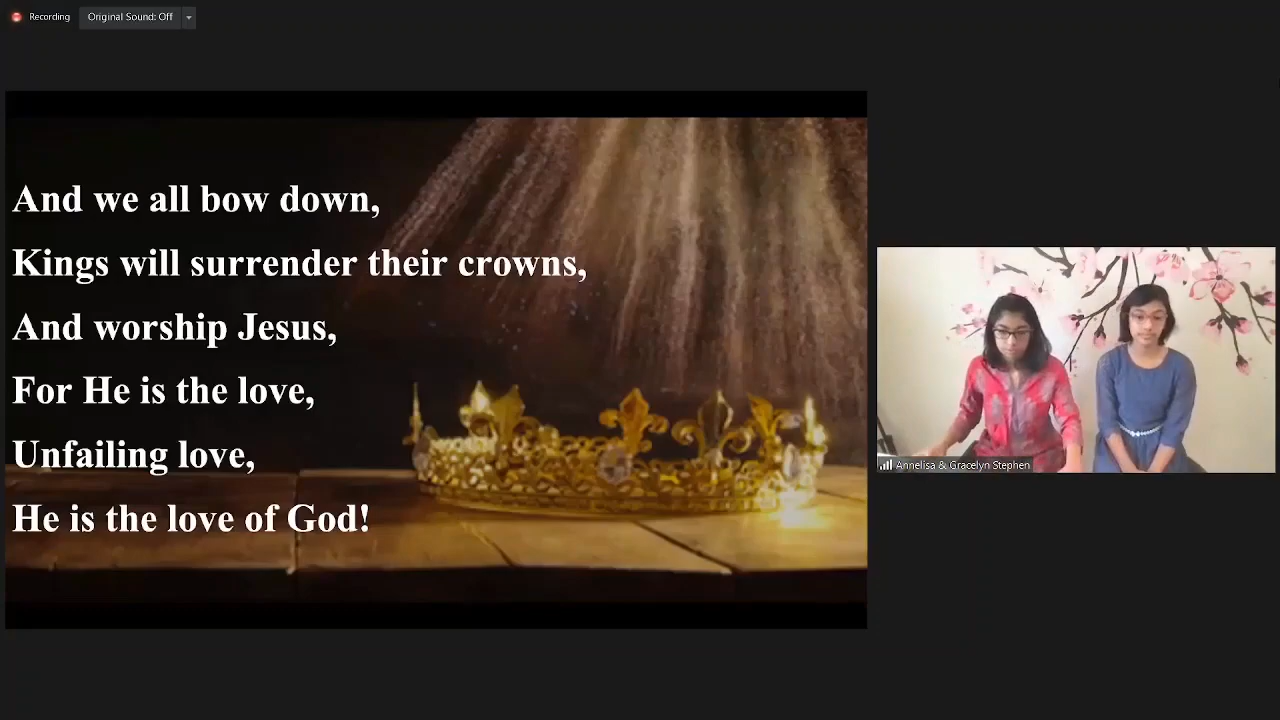 Recording
Original Sound: Off
And we all bow down,
Kings will surrender their crowns,
And worship Jesus,
For He is the love,
Unfailing love,
He is the love of God!
Annelisa & Gracelyn Stephen